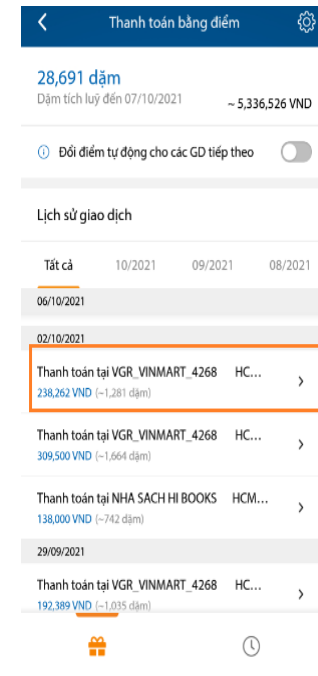 Thanh toán bằng điểm
28,691 dặm
Dặm tích luỹ đến 07/10/2021
~ 5,336,526 VND
Đổi điểm tự động cho các GD tiếp theo
Lịch sử giao dịch
Tất cả 10/2021 09/2021 08/2021
06/10/2021
02/10/2021
Thanh toán tại VGR_VINMART_4268 HC...
238,262 VND (~1,281 dặm)
Thanh toán tại VGR_VINMART_4268 HC...
309,500 VND (~1,664 dặm)
Thanh toán tại NHA SACH HI BOOKS HCM...
138,000 VND (~742 dặm)
29/09/2021
Thanh toán tại VGR_VINMART_4268 HC...
192,389 VND (~1,035 dặm)